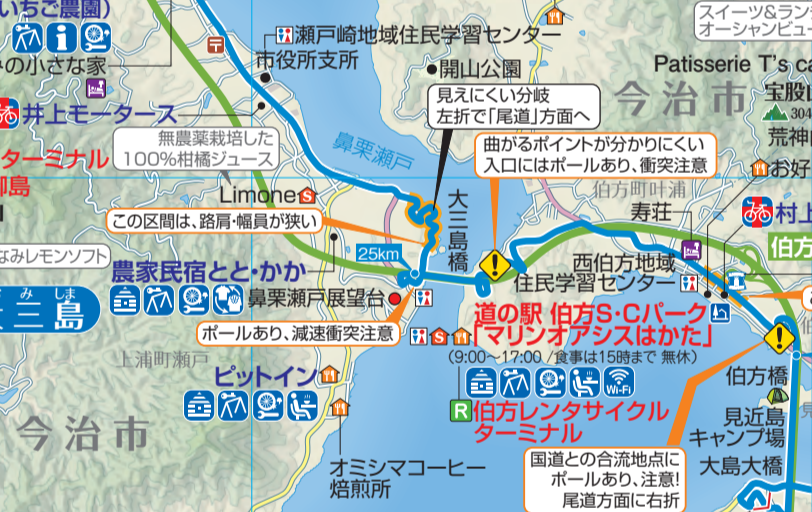 いちご農園)
スイーツ&ラン
オーシャンビュー
瀬戸崎地域住民学習センター
市役所支所
みの小さな家
開山公園
Patisserie T's ca
今治市
宝股山
304
井上モータース
見えにくい分岐
左折で「尾道」方面へ
荒神
無農薬栽培した
100%柑橘ジュース
鼻栗瀬戸
曲がるポイントが分かりにくい
入口にはポールあり、衝突注意
ターミナル
御島
お好
伯方町叶浦
Limone
S
大三島橋
寿荘
村上
この区間は、路肩・幅員が狭い
なみレモンソフト
25km
伯方
西伯方地域
住民学習センター
農家民宿とと・かか
みしま
大三島
鼻栗瀬戸展望台
道の駅 伯方S・Cパーク
「マリンオアシスはかた」
S
ポールあり、減速衝突注意
(9:00～17:00 /食事は15時まで 無休)
上浦町瀬戸
ピットイン
Wi-Fi
伯方橋
R
伯方レンタサイクル
ターミナル
見近島
キャンプ場
今治市
国道との合流地点に
ポールあり、注意!
尾道方面に右折
大島大橋
オミシマコーヒー
焙煎所